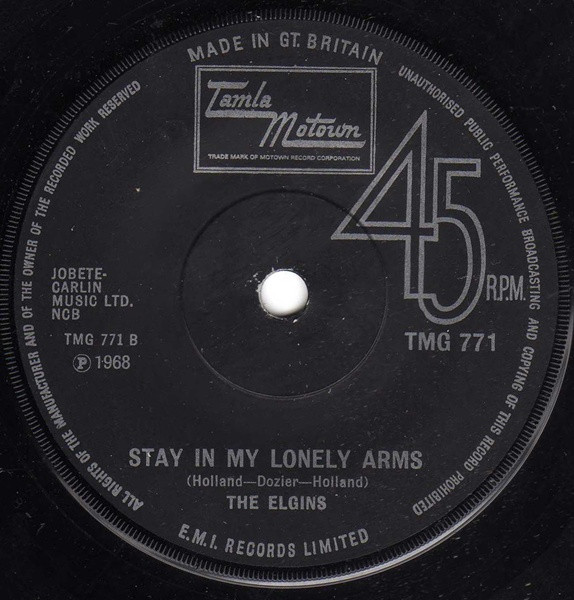 MADE IN GT. BRITAIN
UNAUTHORISED PUBLIC PERFORMANCE BROADCASTING AND COPYING OF THIS RECORD PROHIBITED
ALL RIGHTS OF THE MANUFACTURER AND OF THE OWNER OF THE RECORDED WORK RESERVED
Tamla
Motown
TRADE MARK OF MOTOWN RECORD CORPORATION
45
R.P.M.
JOBETE-
CARLIN
MUSIC LTD.
NCB
TMG 771 B
Ⓟ 1968
TMG 771
STAY IN MY LONELY ARMS
(Holland—Dozier—Holland)
THE ELGINS
E.M.I. RECORDS LIMITED